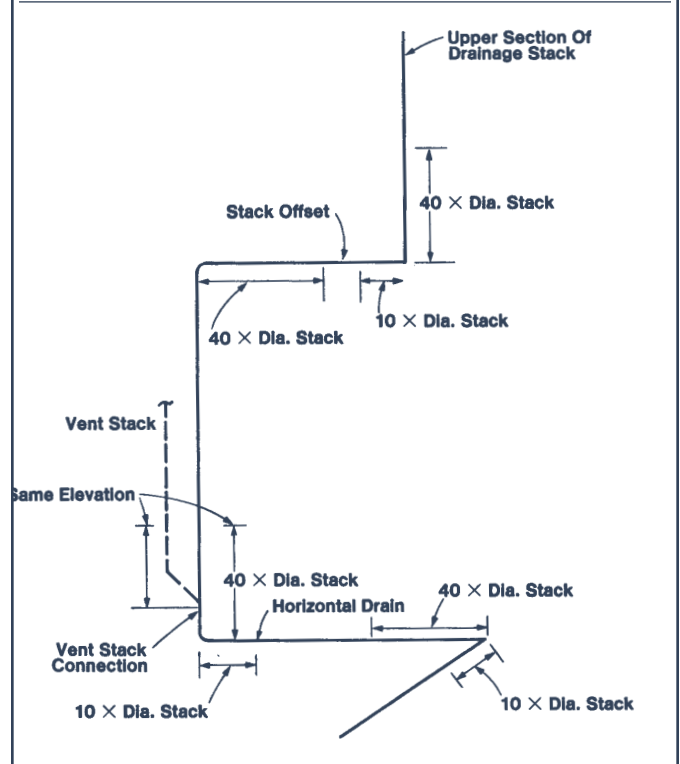 Upper Section Of
Drainage Stack
40 × Dia. Stack
Stack Offset
10 × Dia. Stack
40 × Dia. Stack
Vent Stack
Same Elevation
40 × Dia. Stack
40 × Dia. Stack
Horizontal Drain
Vent Stack
Connection
10 × Dia. Stack
10 × Dia. Stack